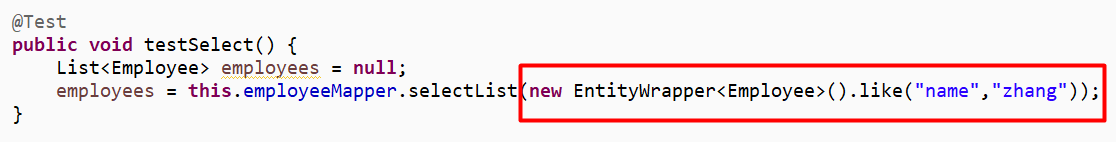 @Test
public void testSelect() {
    List<Employee> employees = null;
    employees = this.employeeMapper.selectList(new EntityWrapper<Employee>().like("name","zhang"));
}